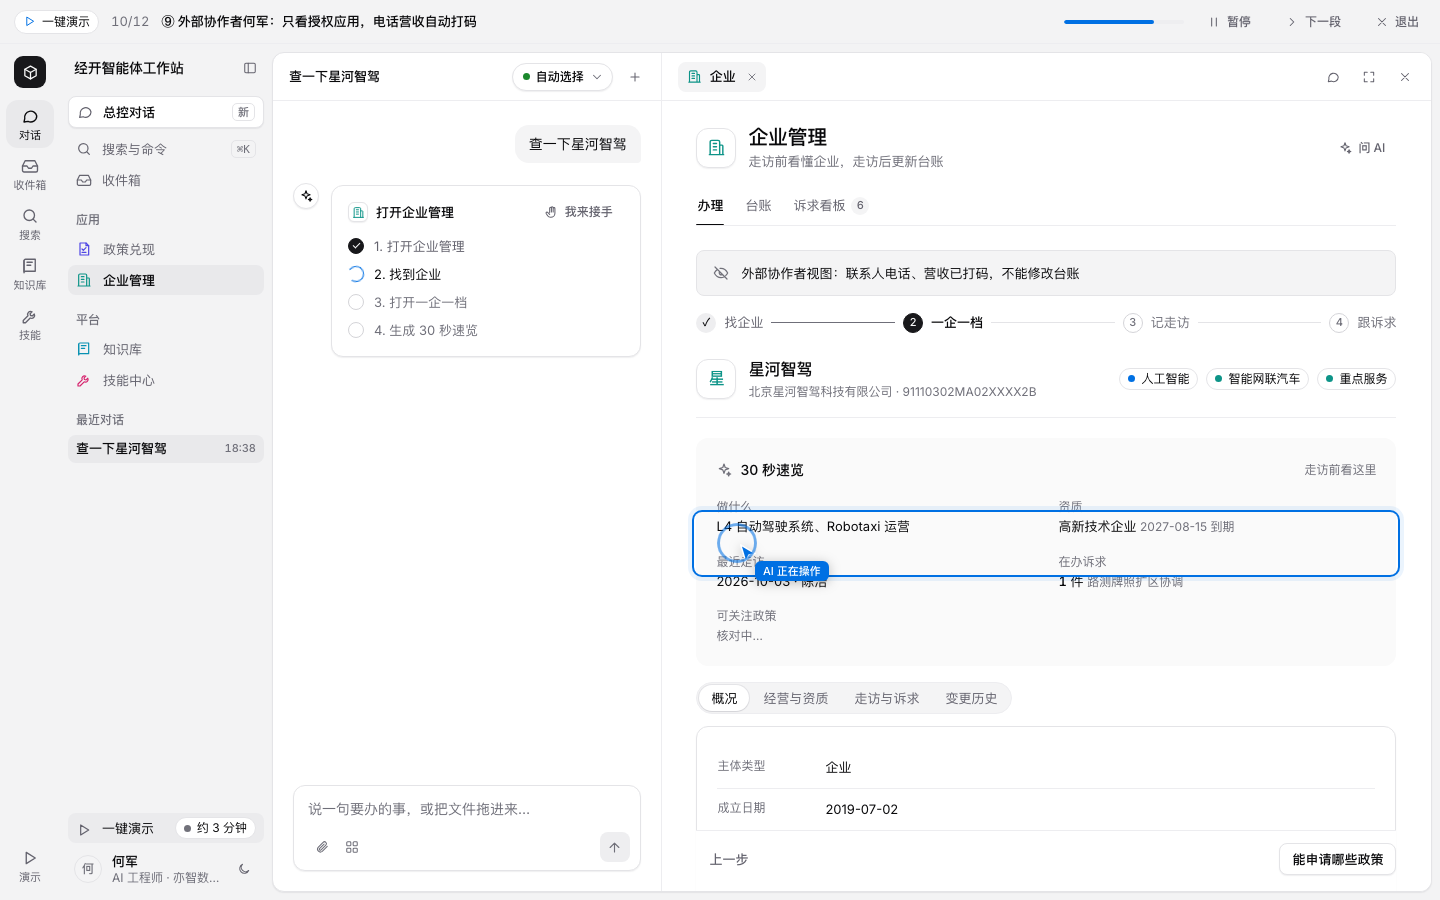 一键演示
10/12
⑨ 外部协作者何军：只看授权应用，电话营收自动打码
暂停
下一段
退出
对话
收件箱
搜索
知识库
技能
演示
经开智能体工作站
总控对话
新
搜索与命令
⌘K
收件箱
应用
政策兑现
企业管理
平台
知识库
技能中心
最近对话
查一下星河智驾
18:38
一键演示
约 3 分钟
何
何军
AI 工程师 · 亦智数...
查一下星河智驾
自动选择
查一下星河智驾
打开企业管理
我来接手
1. 打开企业管理
2. 找到企业
3. 打开一企一档
4. 生成 30 秒速览
说一句要办的事，或把文件拖进来...
企业
企业管理
走访前看懂企业，走访后更新台账
问 AI
办理
台账
诉求看板
6
外部协作者视图：联系人电话、营收已打码，不能修改台账
找企业
2
一企一档
3
记走访
4
跟诉求
星
星河智驾
北京星河智驾科技有限公司 · 91110302MA02XXXX2B
人工智能
智能网联汽车
重点服务
30 秒速览
走访前看这里
做什么
资质
L4 自动驾驶系统、Robotaxi 运营
高新技术企业 2027-08-15 到期
最近走访
在办诉求
AI 正在操作
2026-10-03 · 陈洁
1 件 路测牌照扩区协调
可关注政策
核对中...
概况
经营与资质
走访与诉求
变更历史
主体类型
企业
成立日期
2019-07-02
上一步
能申请哪些政策